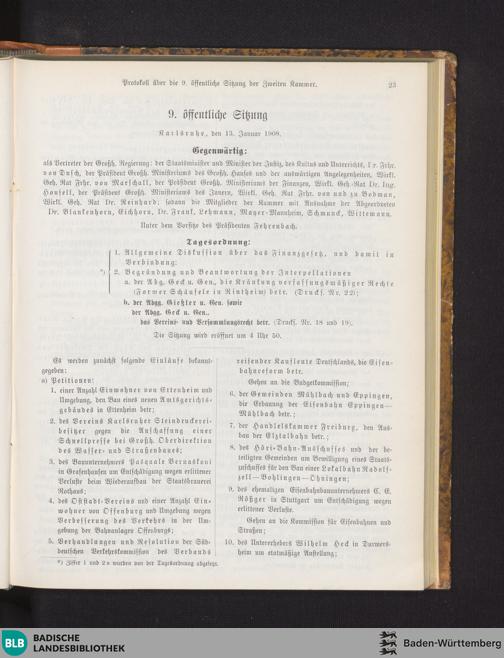 Protokoll über die 9. öffentliche Sitzung der Zweiten Kammer.
23
9. öffentliche Sitzung
Karlsruhe, den 13. Januar 1908.
Gegenwärtig:
als Vertreter der Großh. Regierung: der Staatsminister und Minister der Justiz, des Kultus und Unterrichts, Dr. Frhr.
von Dusch, der Präsident Großh. Ministeriums des Großh. Hauses und der auswärtigen Angelegenheiten, Wirkl.
Geh. Rat Frhr. von Marschall, der Präsident Großh. Ministeriums der Finanzen, Wirkl. Geh. Rat Dr. Ing.
Honsell, der Präsident Großh. Ministeriums des Innern, Wirkl. Geh. Rat Frhr. von und zu Bodman,
Wirkl. Geh. Rat Dr. Reinhard; sodann die Mitglieder der Kammer mit Ausnahme der Abgeordneten
Dr. Blankenhorn, Eichhorn, Dr. Frank, Lehmann, Mayer-Mannheim, Schmunck, Wittemann.
Unter dem Vorsitze des Präsidenten Fehrenbach.
Tagesordnung:
1. Allgemeine Diskussion über das Finanzgesetz, und damit in
Verbindung:
*) 2. Begründung und Beantwortung der Interpellationen
a. der Abg. Geck u. Gen., die Kränkung verfassungsmäßiger Rechte
(Former Schäufele in Rintheim) betr. (Drucks. Nr. 22);
b. der Abgg. Gießler u. Gen. sowie
der Abgg. Geck u. Gen.,
das Vereins- und Versammlungsrecht betr. (Drucks. Nr. 18 und 19).
Die Sitzung wird eröffnet um 4 Uhr 50.
Es werden zunächst folgende Einläufe bekannt-
gegeben:
a) Petitionen:
1. einer Anzahl Einwohner von Ettenheim und
Umgebung, den Bau eines neuen Amtsgerichts-
gebäudes in Ettenheim betr.;
2. des Vereins Karlsruher Steindruckerei-
besitzer gegen die Anschaffung einer
Schnellpresse bei Großh. Oberdirektion
des Wasser- und Straßenbaues;
3. des Bauunternehmers Pasquale Bernasconi
in Grafenhausen um Entschädigung wegen erlittener
Verluste beim Wiederaufbau der Staatsbrauerei
Rothaus;
4. des Oststadt-Vereins und einer Anzahl Ein-
wohner von Offenburg und Umgebung wegen
Verbesserung des Verkehrs in der Um-
gebung der Bahnanlagen Offenburgs;
5. Verhandlungen und Resolution der Süd-
deutschen Verkehrskommission des Verbands
reisender Kaufleute Deutschlands, die Eisen-
bahnreform betr.
Gehen an die Budgetkommission;
6. der Gemeinden Mühlbach und Eppingen,
die Erbauung der Eisenbahn Eppingen—
Mühlbach betr.;
7. der Handelskammer Freiburg, den Aus-
bau der Elztalbahn betr.;
8. des Höri-Bahn-Ausschusses und der be-
teiligten Gemeinden um Bewilligung eines Staats-
zuschusses für den Bau einer Lokalbahn Radolf-
zell—Bohlingen—Öhningen;
9. des ehemaligen Eisenbahnbauunternehmers C. E.
Rößger in Stuttgart um Entschädigung wegen
erlittener Verluste.
Gehen an die Kommission für Eisenbahnen und
Straßen;
10. des Untererhebers Wilhelm Heck in Durmers-
heim um etatmäßige Anstellung;
*) Ziffer 1 und 2a wurden von der Tagesordnung abgesetzt.
BLB
BADISCHE
LANDESBIBLIOTHEK
Baden-Württemberg